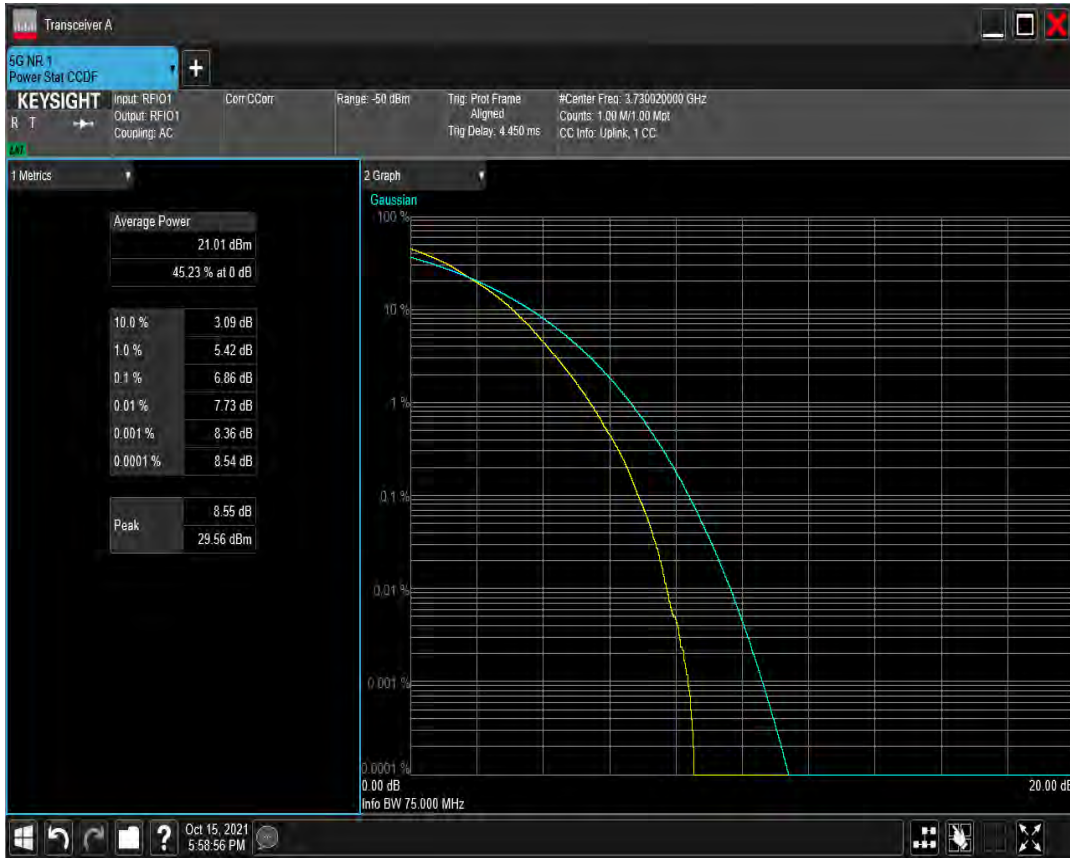 Transceiver A
5G NR 1
Power Stat CCDF
+
KEYSIGHT
R T
LXI
Input: RFIO1
Output: RFIO1
Coupling: AC
Corr CCorr
Range: -50 dBm
Trig: Prot Frame
Aligned
Trig Delay: 4.450 ms
#Center Freq: 3.730020000 GHz
Counts: 1.00 M/1.00 Mpt
CC Info: Uplink, 1 CC
1 Metrics
Average Power
21.01 dBm
45.23 % at 0 dB
10.0 % 3.09 dB
1.0 % 5.42 dB
0.1 % 6.86 dB
0.01 % 7.73 dB
0.001 % 8.36 dB
0.0001 % 8.54 dB
Peak
8.55 dB
29.56 dBm
2 Graph
Gaussian
100 %
10 %
1 %
0.1 %
0.01 %
0.001 %
0.0001 %
0.00 dB
20.00 dB
Info BW 75.000 MHz
?
Oct 15, 2021
5:58:56 PM